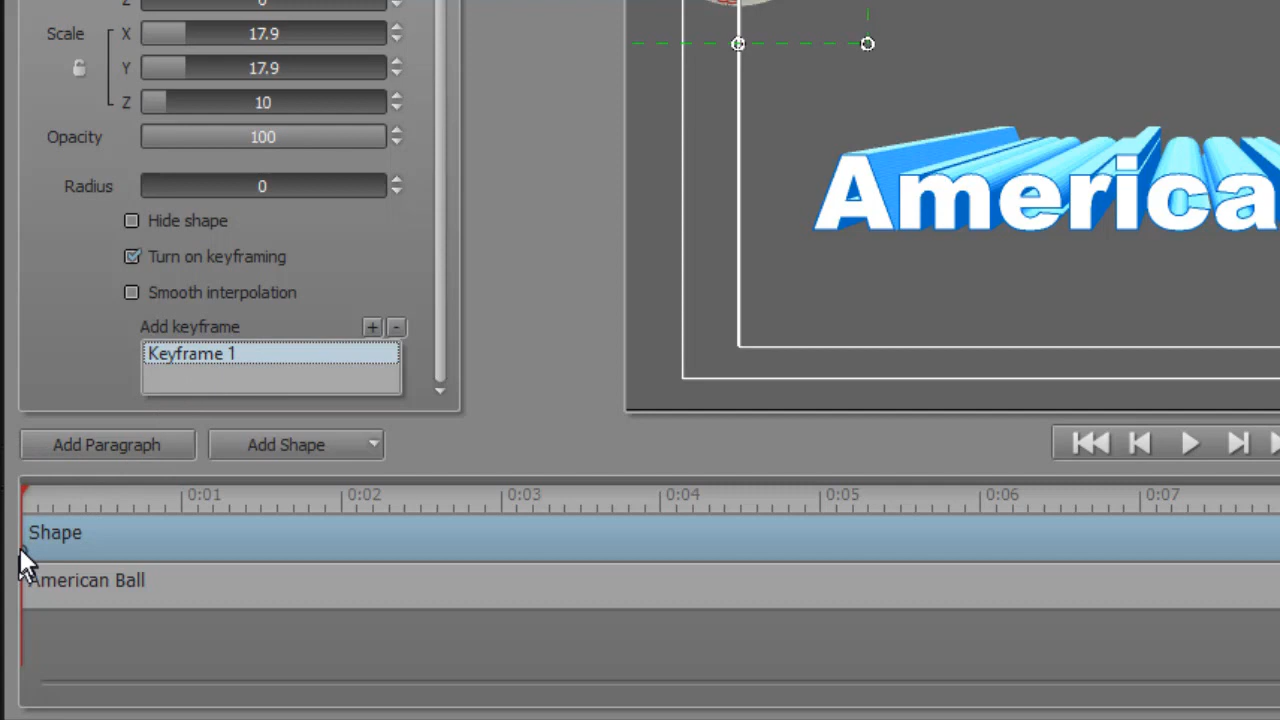 Z 0
Scale X 17.9
Y 17.9
Z 10
Opacity 100
Radius 0
Hide shape
Turn on keyframing
Smooth interpolation
Add keyframe + -
Keyframe 1
America
Add Paragraph Add Shape
0:01 0:02 0:03 0:04 0:05 0:06 0:07
Shape
American Ball